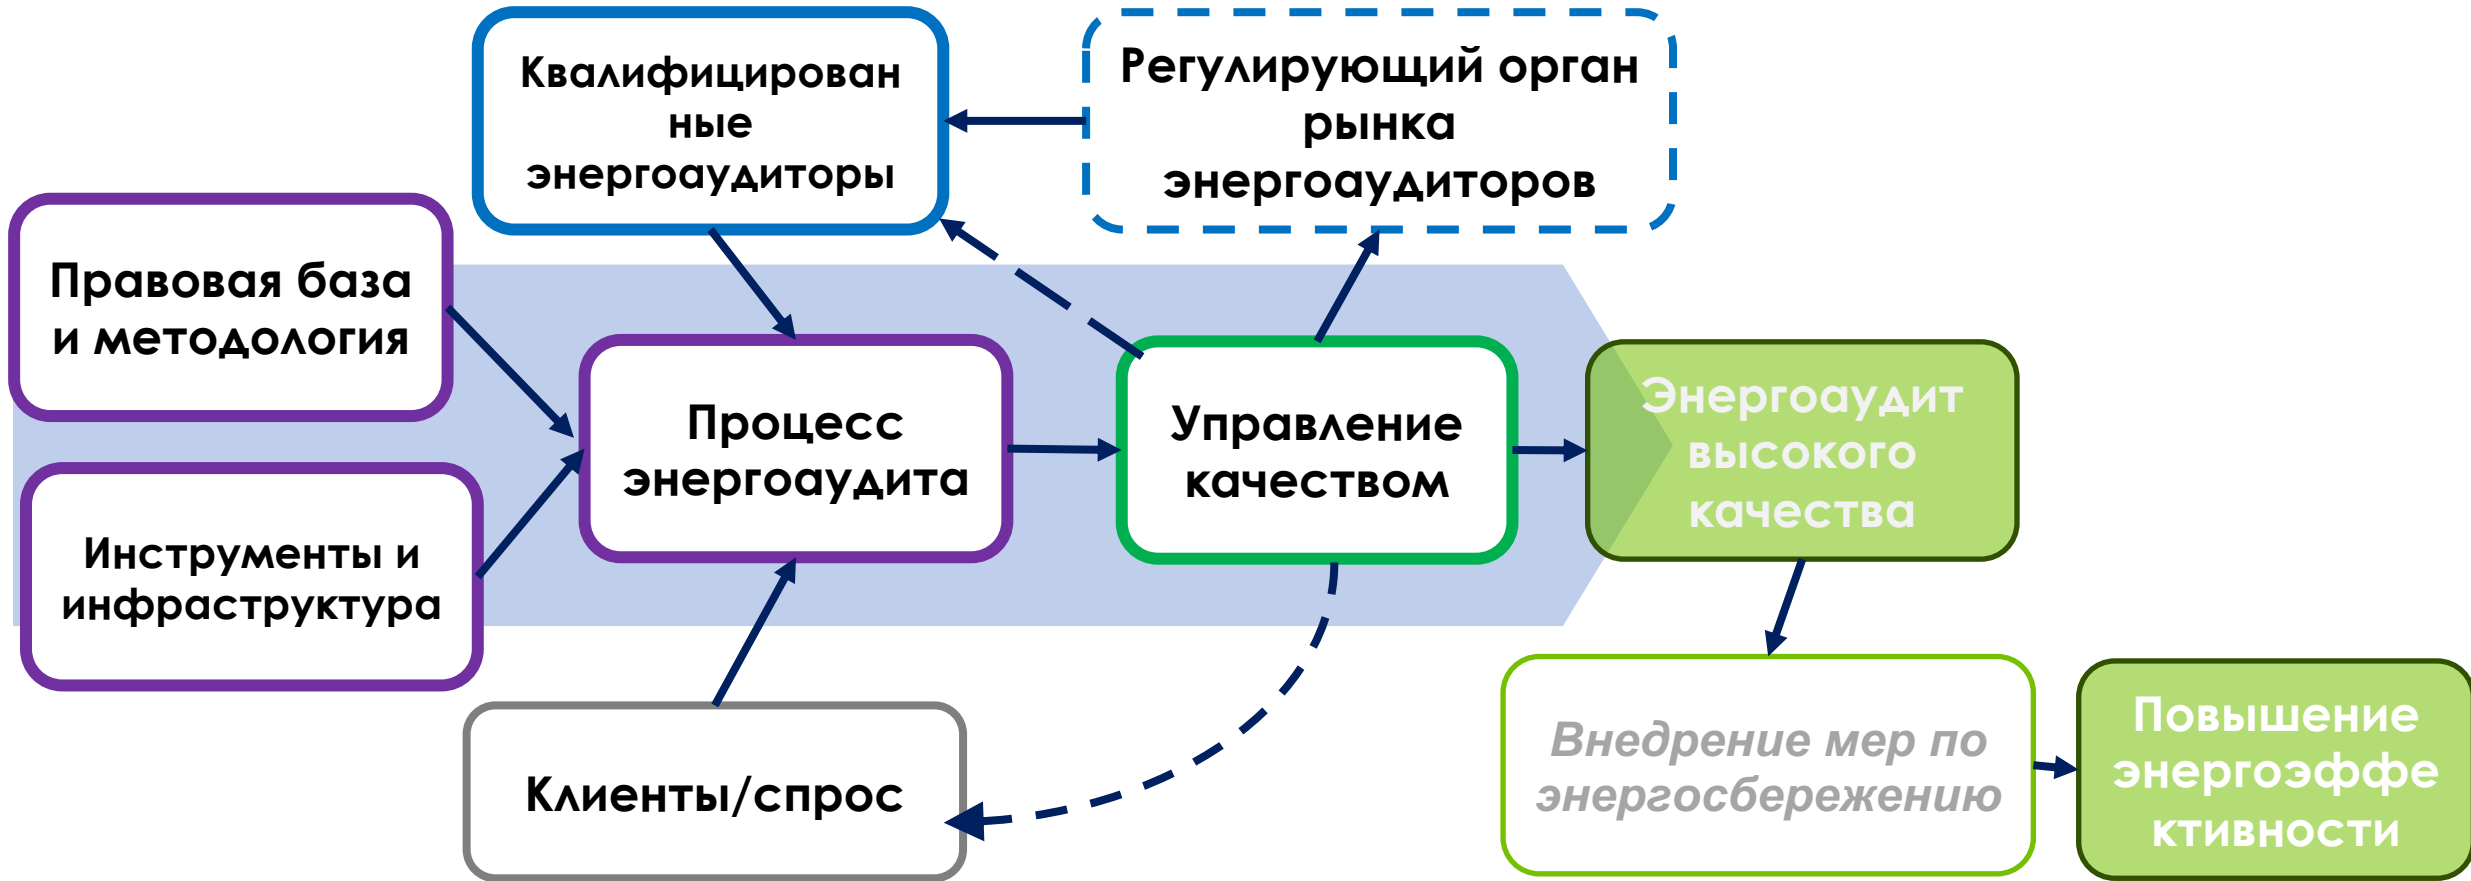 Квалифицирован
ные
энергоаудиторы
Регулирующий орган
рынка
энергоаудиторов
Правовая база
и методология
Процесс
энергоаудита
Управление
качеством
Энергоаудит
высокого
качества
Инструменты и
инфраструктура
Клиенты/спрос
Внедрение мер по
энергосбережению
Повышение
энергоэффе
ктивности